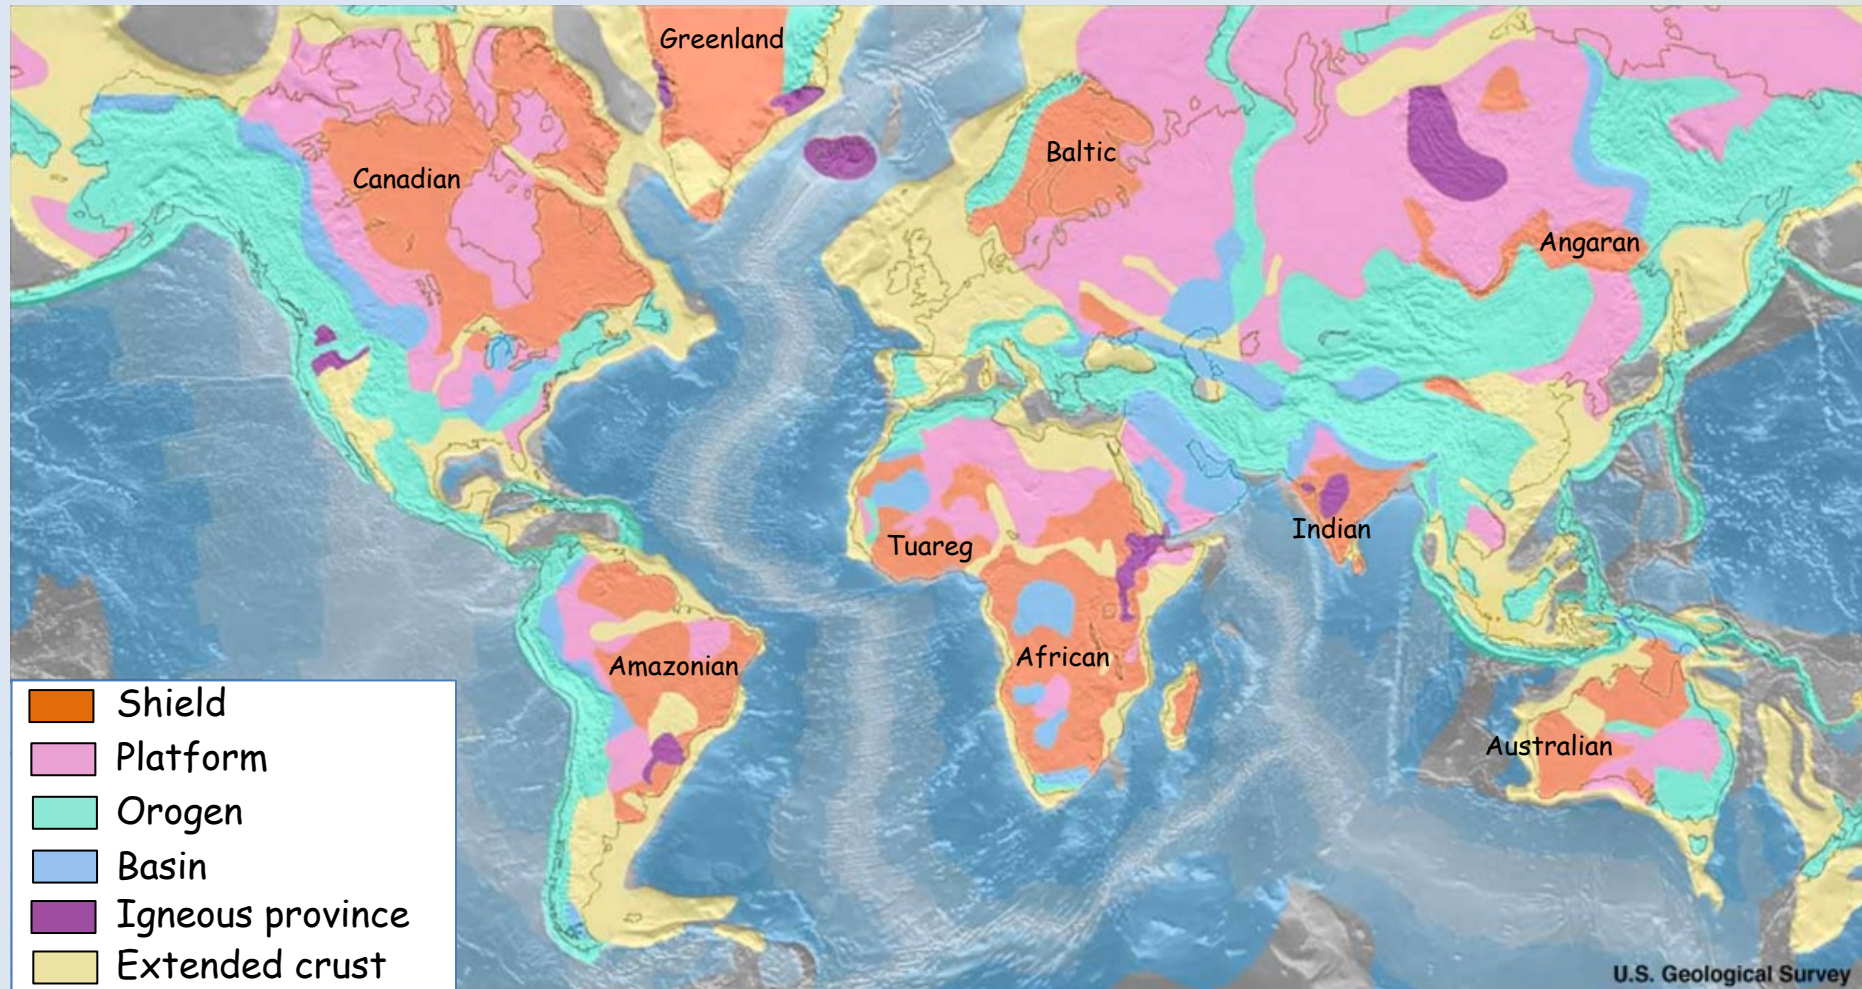 Greenland
Canadian
Baltic
Angaran
Indian
Tuareg
African
Amazonian
Australian
Shield
Platform
Orogen
Basin
Igneous province
Extended crust
U.S. Geological Survey